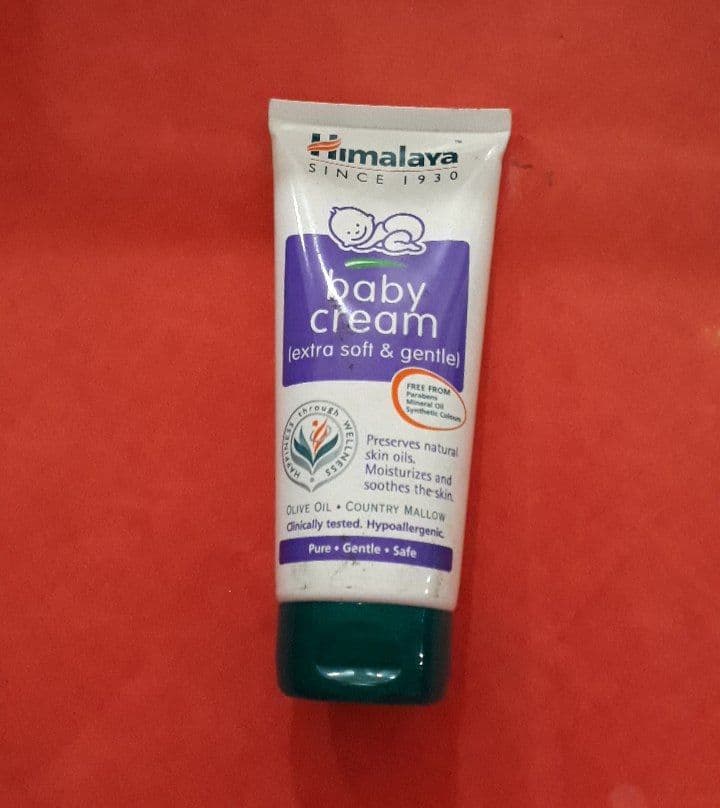 Himalaya™
SINCE 1930
baby
cream
(extra soft & gentle)
FREE FROM
Parabens
Mineral Oil
Synthetic Colours
HAPPINESS through WELLNESS
Preserves natural
skin oils.
Moisturizes and
soothes the skin.
OLIVE OIL • COUNTRY MALLOW
Clinically tested. Hypoallergenic.
Pure • Gentle • Safe